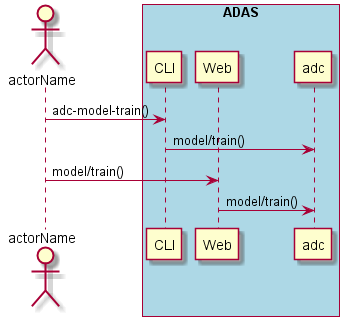 ADAS
actorName
CLI
Web
adc
adc-model-train()
model/train()
model/train()
model/train()
actorName
CLI
Web
adc